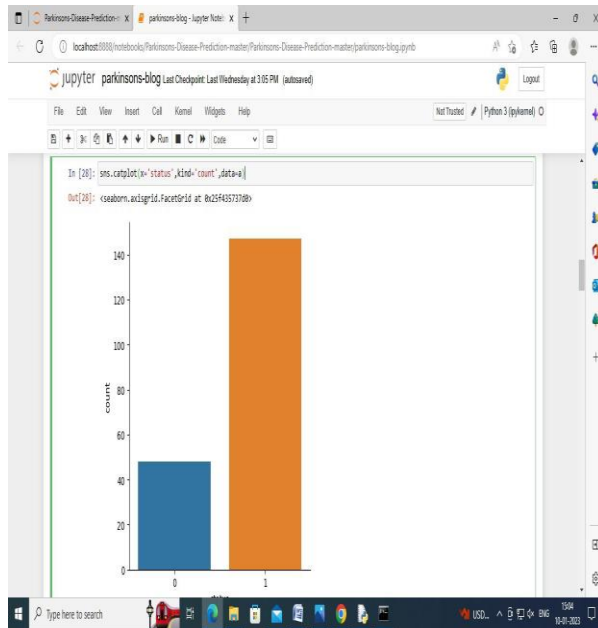 Parkinsons-Disease-Prediction-m X parkinsons-blog - Jupyter Noteb X +
localhost:8888/notebooks/Parkinsons-Disease-Prediction-master/Parkinsons-Disease-Prediction-master/parkinsons-blog.ipynb
jupyter parkinsons-blog Last Checkpoint: Last Wednesday at 3:05 PM (autosaved)
Logout
File Edit View Insert Cell Kernel Widgets Help
Not Trusted Python 3 (ipykernel) O
Run Code
In [28]: sns.catplot(x='status',kind='count',data=a)
Out[28]: <seaborn.axisgrid.FacetGrid at 0x25f435737d0>
140
120
100
80
60
40
20
0
count
0 1
Type here to search
USD... ENG 15:04
10-01-2023